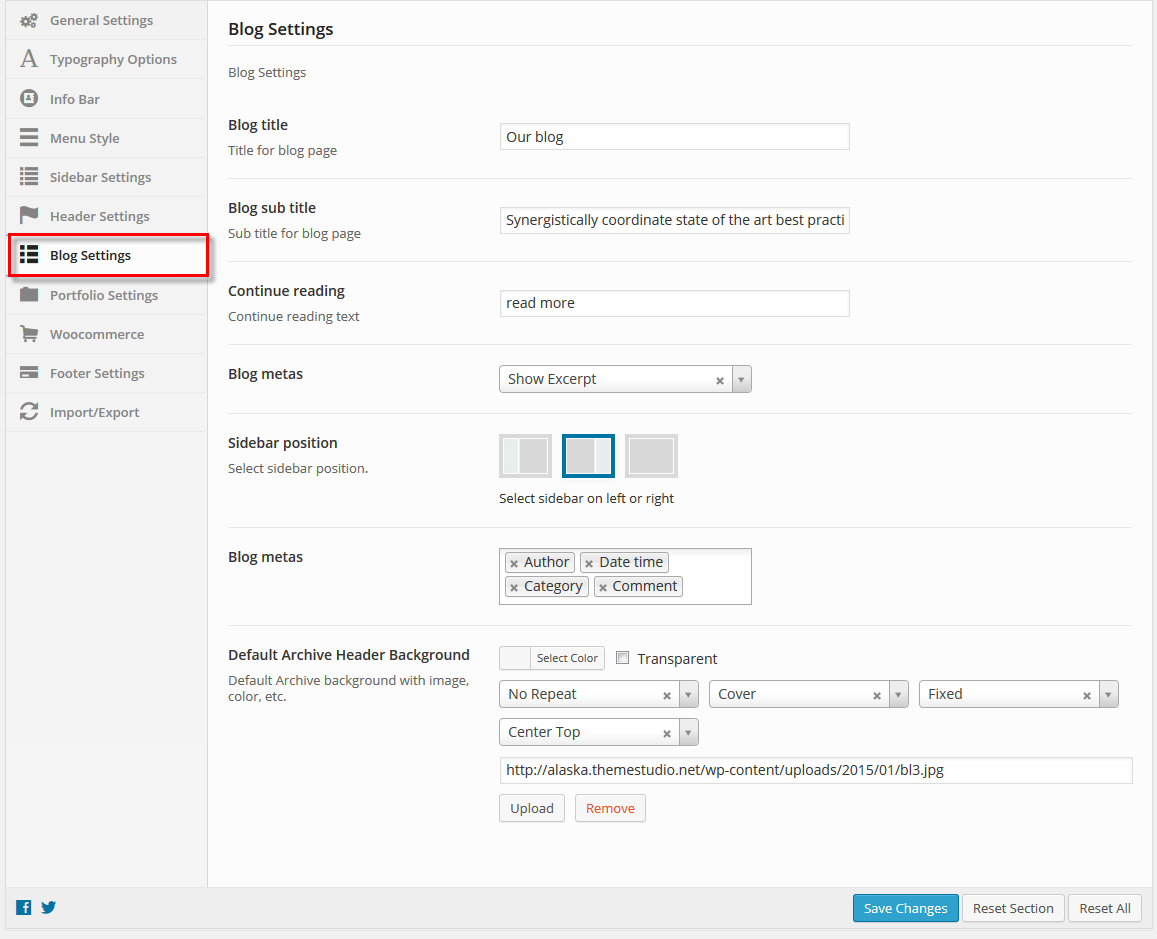 General Settings
Typography Options
Info Bar
Menu Style
Sidebar Settings
Header Settings
Blog Settings
Portfolio Settings
Woocommerce
Footer Settings
Import/Export
Blog Settings
Blog Settings
Blog title
Title for blog page
Our blog
Blog sub title
Sub title for blog page
Synergistically coordinate state of the art best practi
Continue reading
Continue reading text
read more
Blog metas
Show Excerpt
Sidebar position
Select sidebar position.
Select sidebar on left or right
Blog metas
Author Date time
Category Comment
Default Archive Header Background
Default Archive background with image,
color, etc.
Select Color Transparent
No Repeat Cover Fixed
Center Top
http://alaska.themestudio.net/wp-content/uploads/2015/01/bl3.jpg
Upload Remove
Save Changes Reset Section Reset All